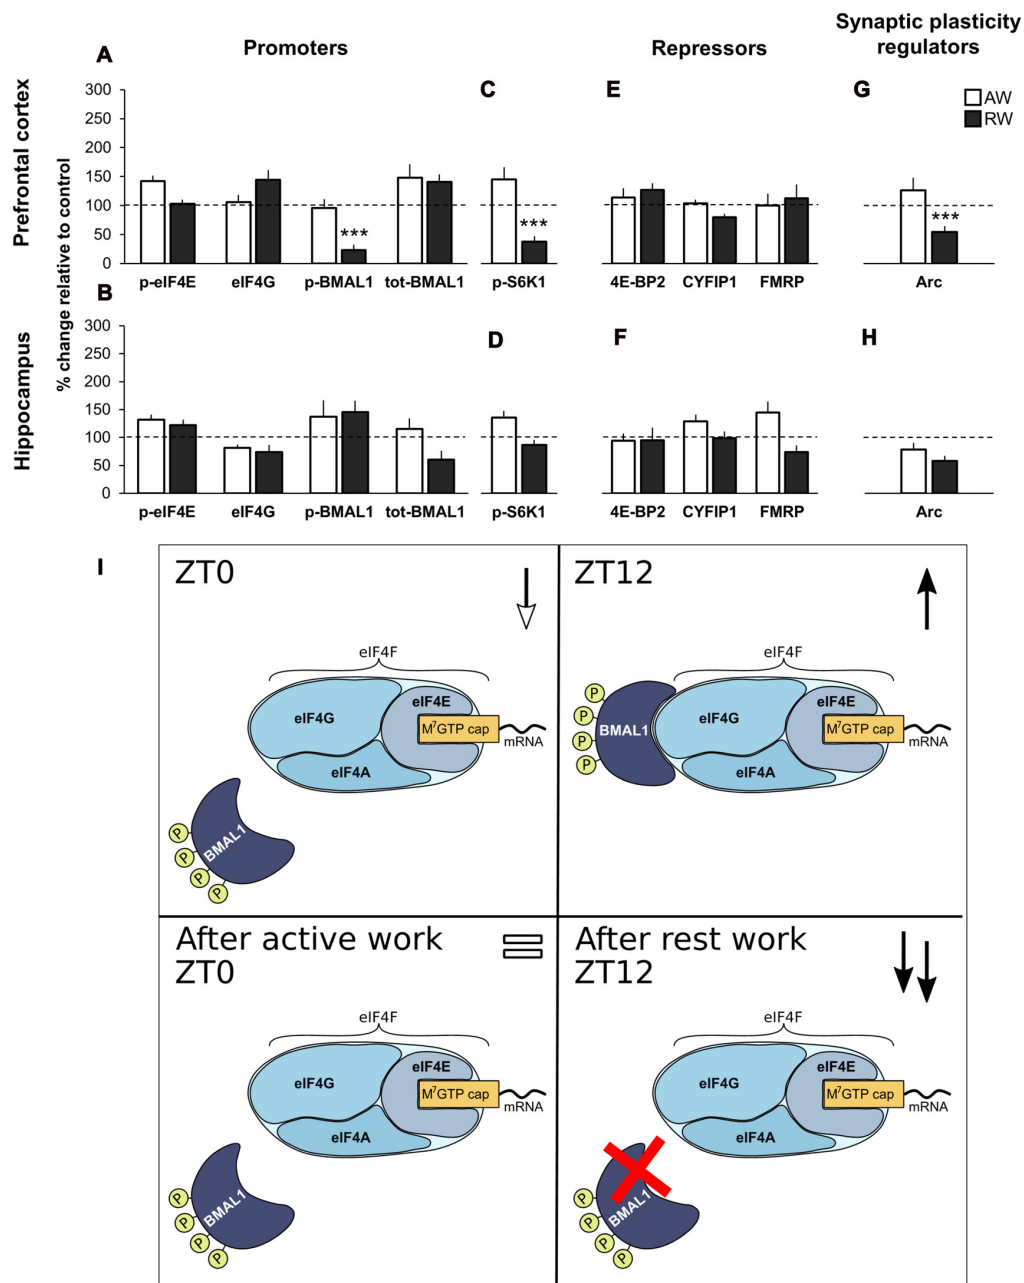 Synaptic plasticity
regulators
Promoters
Repressors
A
C
E
G
AW
RW
Prefrontal cortex
% change relative to control
300
250
200
150
100
50
0
***
***
***
p-eIF4E eIF4G p-BMAL1 tot-BMAL1 p-S6K1 4E-BP2 CYFIP1 FMRP Arc
B
D
F
H
Hippocampus
300
250
200
150
100
50
0
p-eIF4E eIF4G p-BMAL1 tot-BMAL1 p-S6K1 4E-BP2 CYFIP1 FMRP Arc
I
ZT0
eIF4F
eIF4G
eIF4E
M7GTP cap
mRNA
eIF4A
BMAL1
P
P
P
P
ZT12
eIF4F
eIF4G
eIF4E
M7GTP cap
mRNA
eIF4A
BMAL1
P
P
P
P
After active work
ZT0
eIF4F
eIF4G
eIF4E
M7GTP cap
mRNA
eIF4A
BMAL1
P
P
P
P
After rest work
ZT12
eIF4F
eIF4G
eIF4E
M7GTP cap
mRNA
eIF4A
BMAL1
P
P
P
P